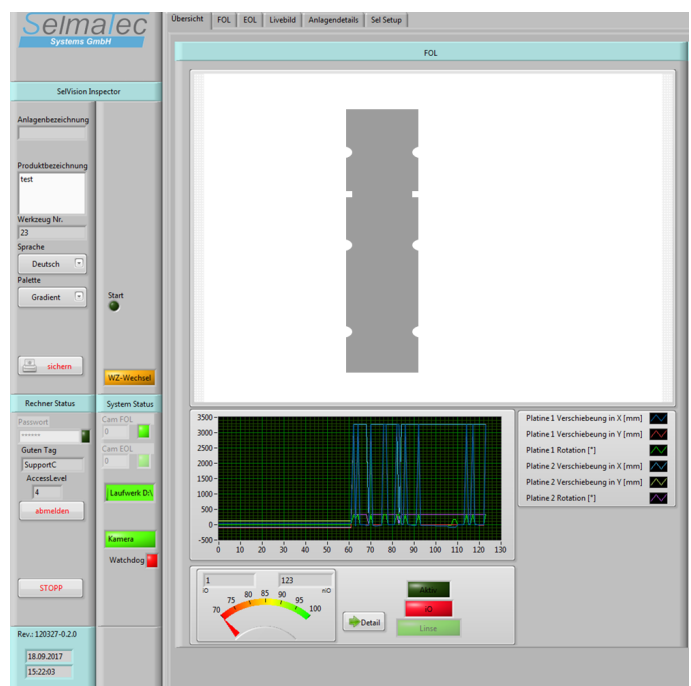 SelmaTec
Systems GmbH
Übersicht FOL EOL Livebild Anlagendetails Sel Setup
FOL
SelVision Inspector
Anlagenbezeichnung
Produktbezeichnung
test
Werkzeug Nr.
23
Sprache
Deutsch
Palette
Gradient
Start
sichern
WZ-Wechsel
Rechner Status
System Status
Passwort
******
Guten Tag
SupportC
AccessLevel
4
abmelden
STOPP
Cam FOL
0
Cam EOL
0
Laufwerk D:\
Kamera
Watchdog
Rev.: 120327-0.2.0
18.09.2017
15:22:03
3500
3000
2500
2000
1500
1000
500
0
-500
0 10 20 30 40 50 60 70 80 90 100 110 120 130
Platine 1 Verschiebung in X [mm]
Platine 1 Verschiebung in Y [mm]
Platine 1 Rotation [°]
Platine 2 Verschiebung in X [mm]
Platine 2 Verschiebung in Y [mm]
Platine 2 Rotation [°]
1 123
iO niO
70 75 80 85 90 95 100
Detail
Aktiv
iO
Linse